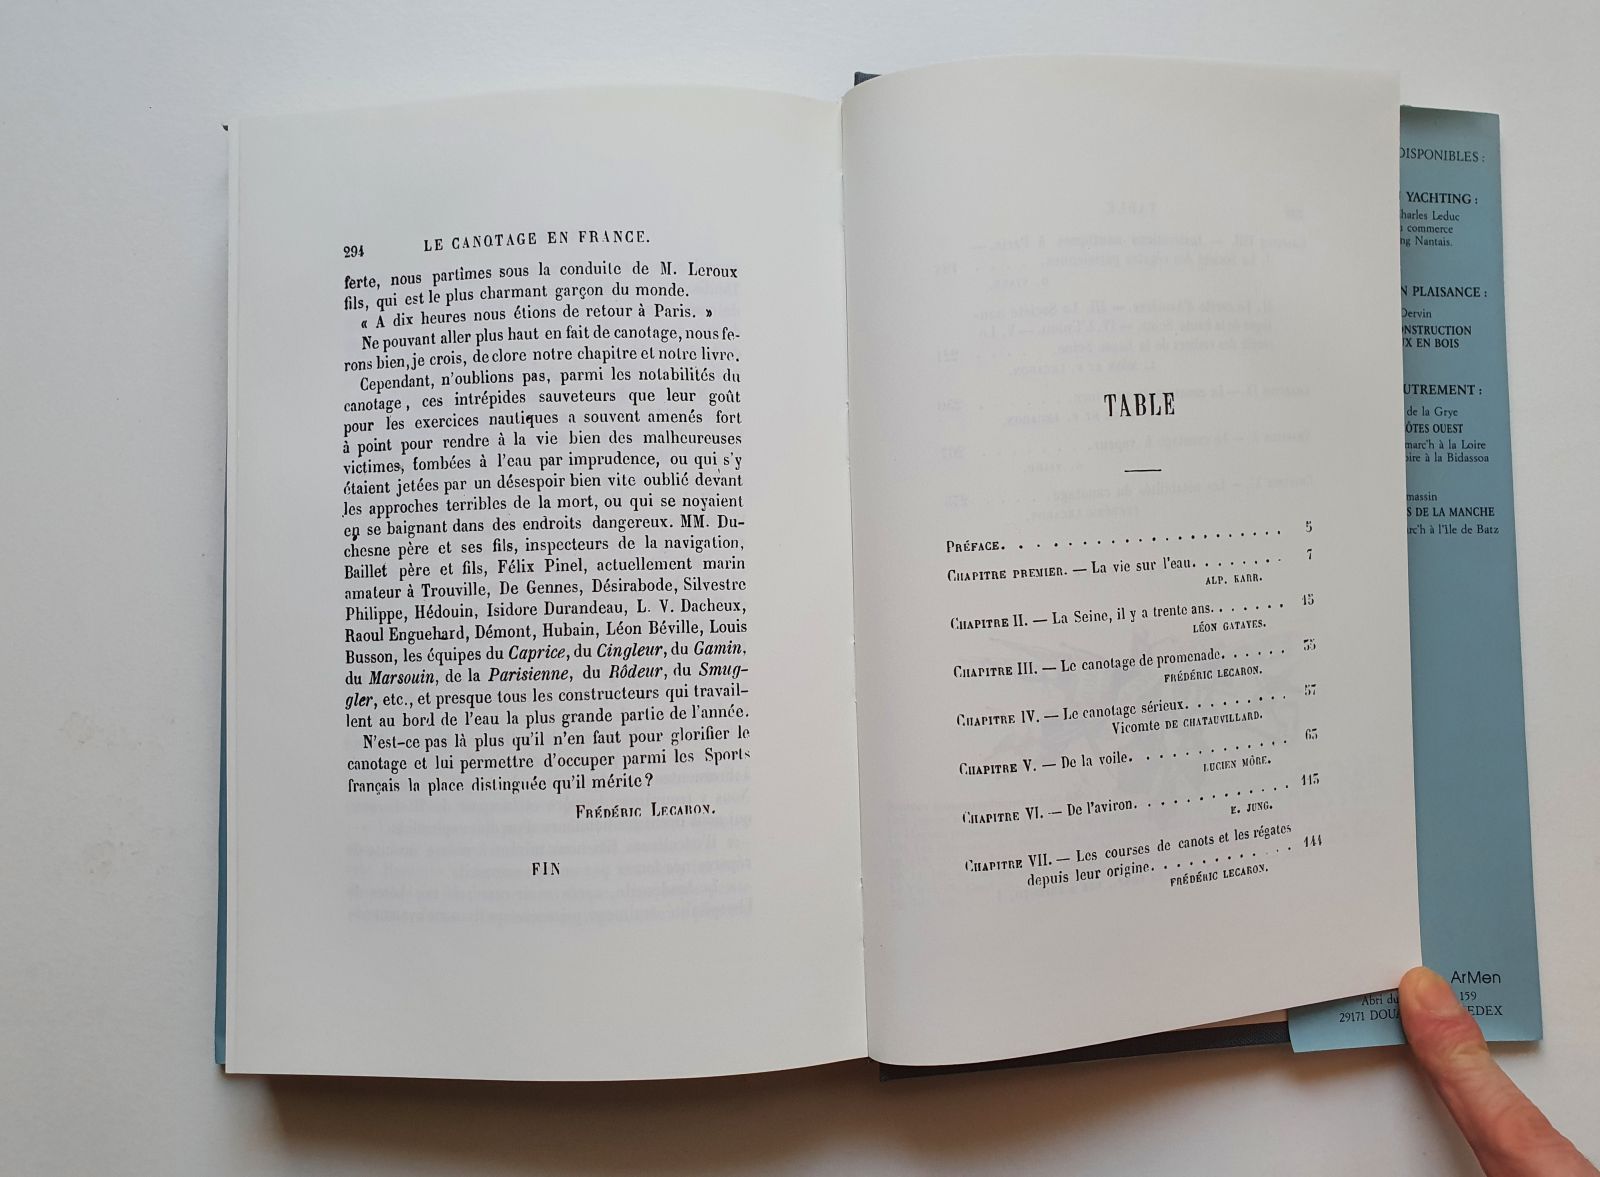 294 LE CANOTAGE EN FRANCE.
ferte, nous partîmes sous la conduite de M. Leroux
fils, qui est le plus charmant garçon du monde.
« A dix heures nous étions de retour à Paris. »
Ne pouvant aller plus haut en fait de canotage, nous fe-
rons bien, je crois, de clore notre chapitre et notre livre.
Cependant, n'oublions pas, parmi les notabilités du
canotage, ces intrépides sauveteurs que leur goût
pour les exercices nautiques a souvent amenés fort
à point pour rendre à la vie bien des malheureuses
victimes, tombées à l'eau par imprudence, ou qui s'y
étaient jetées par un désespoir bien vite oublié devant
les approches terribles de la mort, ou qui se noyaient
en se baignant dans des endroits dangereux. MM. Du-
chesne père et ses fils, inspecteurs de la navigation,
Baillet père et fils, Félix Pinel, actuellement marin
amateur à Trouville, De Gennes, Désirabode, Silvestre
Philippe, Hédouin, Isidore Durandeau, L. V. Dacheux,
Raoul Enguehard, Démont, Hubain, Léon Béville, Louis
Busson, les équipes du Caprice, du Cingleur, du Gamin,
du Marsouin, de la Parisienne, du Rôdeur, du Smug-
gler, etc., et presque tous les constructeurs qui travail-
lent au bord de l'eau la plus grande partie de l'année.
N'est-ce pas là plus qu'il n'en faut pour glorifier le
canotage et lui permettre d'occuper parmi les Sports
français la place distinguée qu'il mérite?
FRÉDÉRIC LECARON.
FIN
TABLE
PRÉFACE. . . . . . . . . . . . . . . . . . . . 5
CHAPITRE PREMIER. — La vie sur l'eau. . . . . . . . 7
ALP. KARR.
CHAPITRE II. — La Seine, il y a trente ans. . . . . . . 15
LÉON GATAYES.
CHAPITRE III. — Le canotage de promenade. . . . . . 35
FRÉDÉRIC LECARON.
CHAPITRE IV. — Le canotage sérieux. . . . . . . . . 57
Vicomte DE CHATAUVILLARD.
CHAPITRE V. — De la voile. . . . . . . . . . . . 65
LUCIEN MÔRE.
CHAPITRE VI. — De l'aviron. . . . . . . . . . . . 113
E. JUNG.
CHAPITRE VII. — Les courses de canots et les régates
depuis leur origine. . . . . . . . . . . 144
FRÉDÉRIC LECARON.
DISPONIBLES :
YACHTING :
harles Leduc
commerce
ng Nantais.
N PLAISANCE :
Dervin
ONSTRUCTION
UX EN BOIS
UTREMENT :
de la Grye
ÔTES OUEST
marc'h à la Loire
oire à la Bidassoa
massin
S DE LA MANCHE
rc'h à l'Ile de Batz
ArMen
Abri du 159
29171 DOUA EDEX